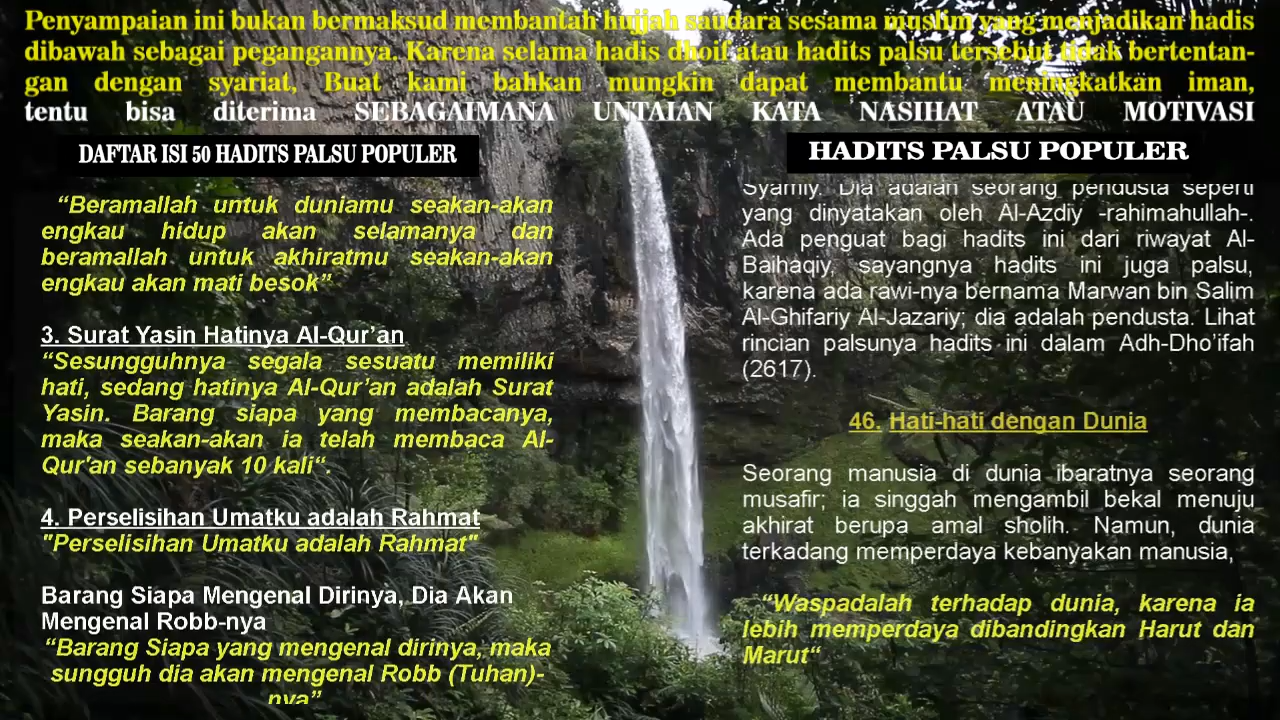 Penyampaian ini bukan bermaksud membantah hujjah saudara sesama muslim yang menjadikan hadis
dibawah sebagai pegangannya. Karena selama hadis dhoif atau hadits palsu tersebut tidak bertentan-
gan dengan syariat, Buat kami bahkan mungkin dapat membantu meningkatkan iman,
tentu bisa diterima SEBAGAIMANA UNTAIAN KATA NASIHAT ATAU MOTIVASI
DAFTAR ISI 50 HADITS PALSU POPULER
“Beramallah untuk duniamu seakan-akan
engkau hidup akan selamanya dan
beramallah untuk akhiratmu seakan-akan
engkau akan mati besok”
3. Surat Yasin Hatinya Al-Qur’an
“Sesungguhnya segala sesuatu memiliki
hati, sedang hatinya Al-Qur’an adalah Surat
Yasin. Barang siapa yang membacanya,
maka seakan-akan ia telah membaca Al-
Qur'an sebanyak 10 kali“.
4. Perselisihan Umatku adalah Rahmat
"Perselisihan Umatku adalah Rahmat"
Barang Siapa Mengenal Dirinya, Dia Akan
Mengenal Robb-nya
“Barang Siapa yang mengenal dirinya, maka
sungguh dia akan mengenal Robb (Tuhan)-
nya”
HADITS PALSU POPULER
Syamiy. Dia adalah seorang pendusta seperti
yang dinyatakan oleh Al-Azdiy -rahimahullah-.
Ada penguat bagi hadits ini dari riwayat Al-
Baihaqiy, sayangnya hadits ini juga palsu,
karena ada rawi-nya bernama Marwan bin Salim
Al-Ghifariy Al-Jazariy; dia adalah pendusta. Lihat
rincian palsunya hadits ini dalam Adh-Dho’ifah
(2617).
46. Hati-hati dengan Dunia
Seorang manusia di dunia ibaratnya seorang
musafir; ia singgah mengambil bekal menuju
akhirat berupa amal sholih. Namun, dunia
terkadang memperdaya kebanyakan manusia,
“Waspadalah terhadap dunia, karena ia
lebih memperdaya dibandingkan Harut dan
Marut“